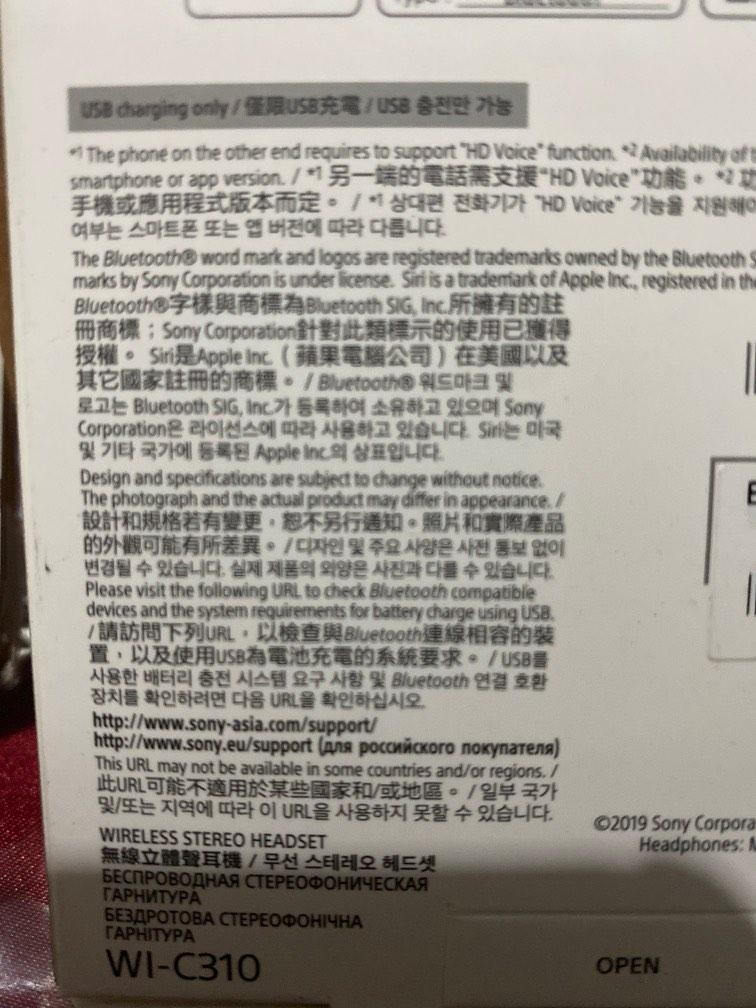 USB charging only / 僅限USB充電 / USB 충전만 가능
*1 The phone on the other end requires to support "HD Voice" function. *2 Availability of
smartphone or app version. / *1 另一端的電話需支援“HD Voice”功能。 *2
手機或應用程式版本而定。 / *1 상대편 전화기가 "HD Voice" 기능을 지원해야
여부는 스마트폰 또는 앱 버전에 따라 다릅니다.
The Bluetooth® word mark and logos are registered trademarks owned by the Bluetooth
marks by Sony Corporation is under license. Siri is a trademark of Apple Inc., registered in the
Bluetooth®字樣與商標為Bluetooth SIG, Inc.所擁有的註
冊商標；Sony Corporation針對此類標示的使用已獲得
授權。 Siri是Apple Inc.（蘋果電腦公司）在美國以及
其它國家註冊的商標。 / Bluetooth® 워드마크 및
로고는 Bluetooth SIG, Inc.가 등록하여 소유하고 있으며 Sony
Corporation은 라이선스에 따라 사용하고 있습니다. Siri는 미국
및 기타 국가에 등록된 Apple Inc.의 상표입니다.
Design and specifications are subject to change without notice.
The photograph and the actual product may differ in appearance. /
設計和規格若有變更，恕不另行通知。照片和實際產品
的外觀可能有所差異。 / 디자인 및 주요 사양은 사전 통보 없이
변경될 수 있습니다. 실제 제품의 외양은 사진과 다를 수 있습니다.
Please visit the following URL to check Bluetooth compatible
devices and the system requirements for battery charge using USB.
/ 請訪問下列URL，以檢查與Bluetooth連線相容的裝
置，以及使用USB為電池充電的系統要求。 / USB를
사용한 배터리 충전 시스템 요구 사항 및 Bluetooth 연결 호환
장치를 확인하려면 다음 URL을 확인하십시오.
http://www.sony-asia.com/support/
http://www.sony.eu/support (для российского покупателя)
This URL may not be available in some countries and/or regions. /
此URL可能不適用於某些國家和/或地區。 / 일부 국가
및/또는 지역에 따라 이 URL을 사용하지 못할 수 있습니다.
©2019 Sony Corpora
Headphones: M
WIRELESS STEREO HEADSET
無線立體聲耳機 / 무선 스테레오 헤드셋
БЕСПРОВОДНАЯ СТЕРЕОФОНИЧЕСКАЯ
ГАРНИТУРА
БЕЗДРОТОВА СТЕРЕОФОНІЧНА
ГАРНІТУРА
WI-C310
OPEN